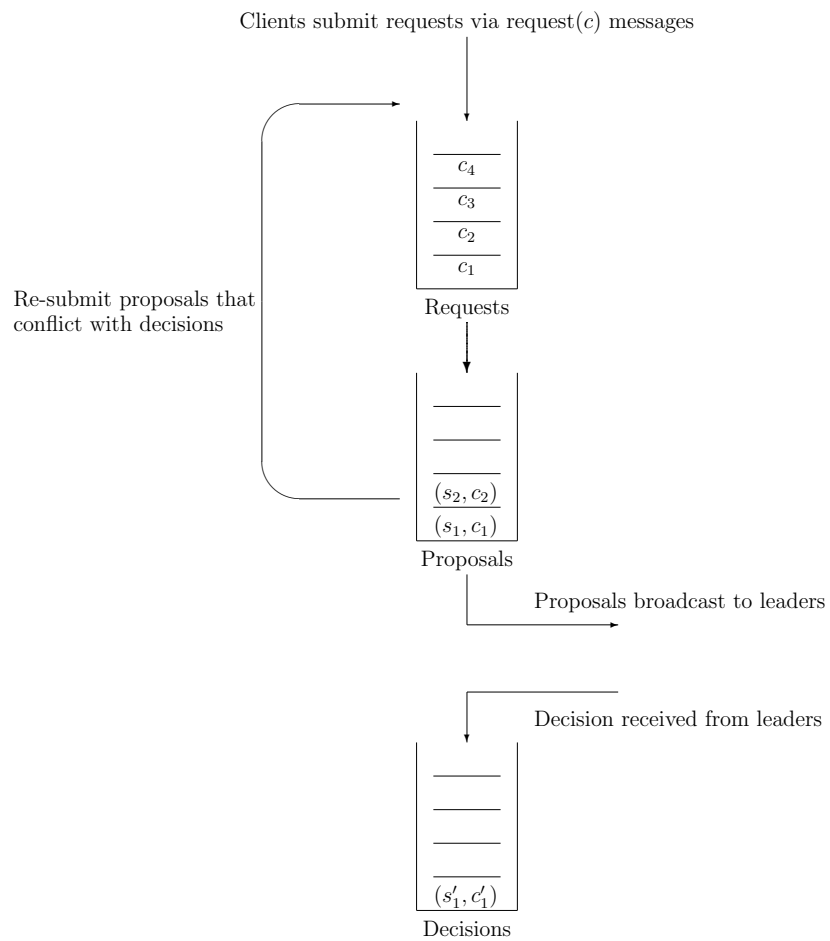 Clients submit requests via request(c) messages
c₄
c₃
c₂
c₁
Requests
Re-submit proposals that
conflict with decisions
(s₂, c₂)
(s₁, c₁)
Proposals
Proposals broadcast to leaders
Decision received from leaders
(s′₁, c′₁)
Decisions